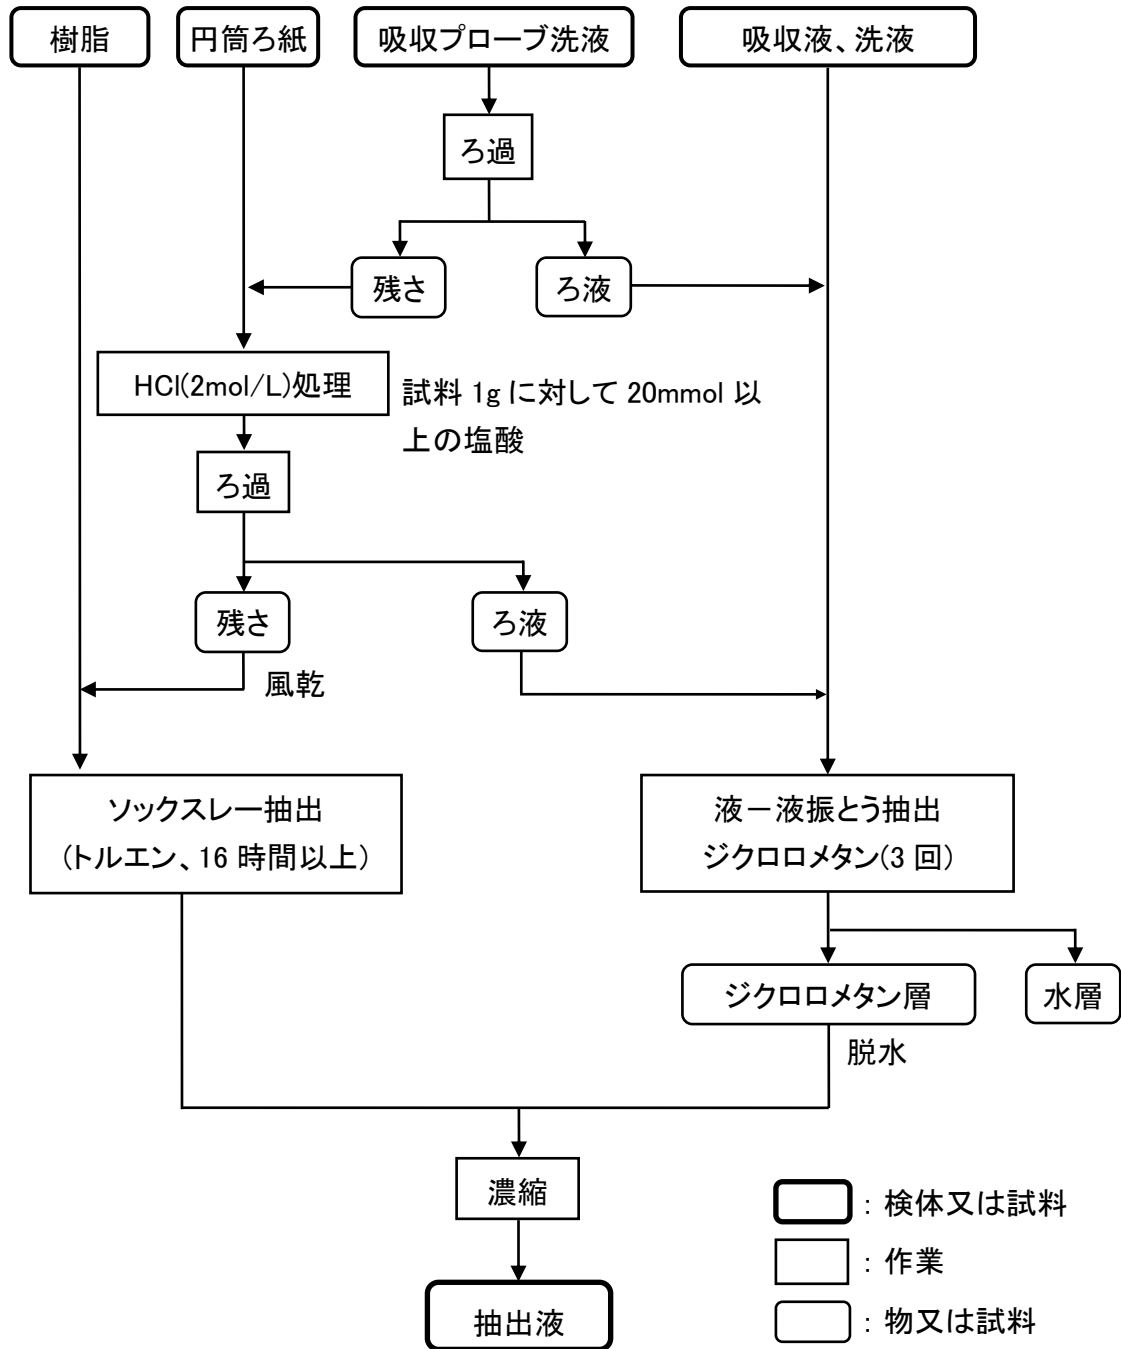 樹脂
円筒ろ紙
吸収プローブ洗液
吸収液、洗液
ろ過
残さ
ろ液
HCl(2mol/L)処理
試料 1g に対して 20mmol 以
上の塩酸
ろ過
残さ
ろ液
風乾
ソックスレー抽出
(トルエン、16 時間以上)
液－液振とう抽出
ジクロロメタン(3 回)
ジクロロメタン層
水層
脱水
濃縮
抽出液
: 検体又は試料
: 作業
: 物又は試料